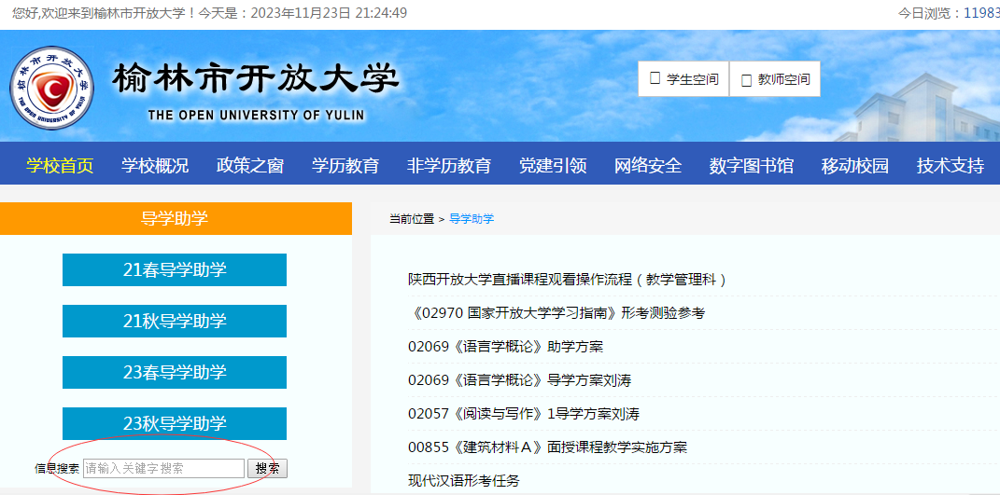 您好,欢迎来到榆林市开放大学！今天是：2023年11月23日 21:24:49
今日浏览：11983
榆林市开放大学
THE OPEN UNIVERSITY OF YULIN
榆林市开放大学
THE OPEN UNIVERSITY OF YULIN
学生空间
教师空间
学校首页 学校概况 政策之窗 学历教育 非学历教育 党建引领 网络安全 数字图书馆 移动校园 技术支持
导学助学
21春导学助学
21秋导学助学
23春导学助学
23秋导学助学
信息搜索 请输入关键字搜索 搜索
当前位置 > 导学助学
陕西开放大学直播课程观看操作流程（教学管理科）
《02970 国家开放大学学习指南》形考测验参考
02069《语言学概论》助学方案
02069《语言学概论》导学方案刘涛
02057《阅读与写作》1导学方案刘涛
00855《建筑材料Ａ》面授课程教学实施方案
现代汉语形考任务